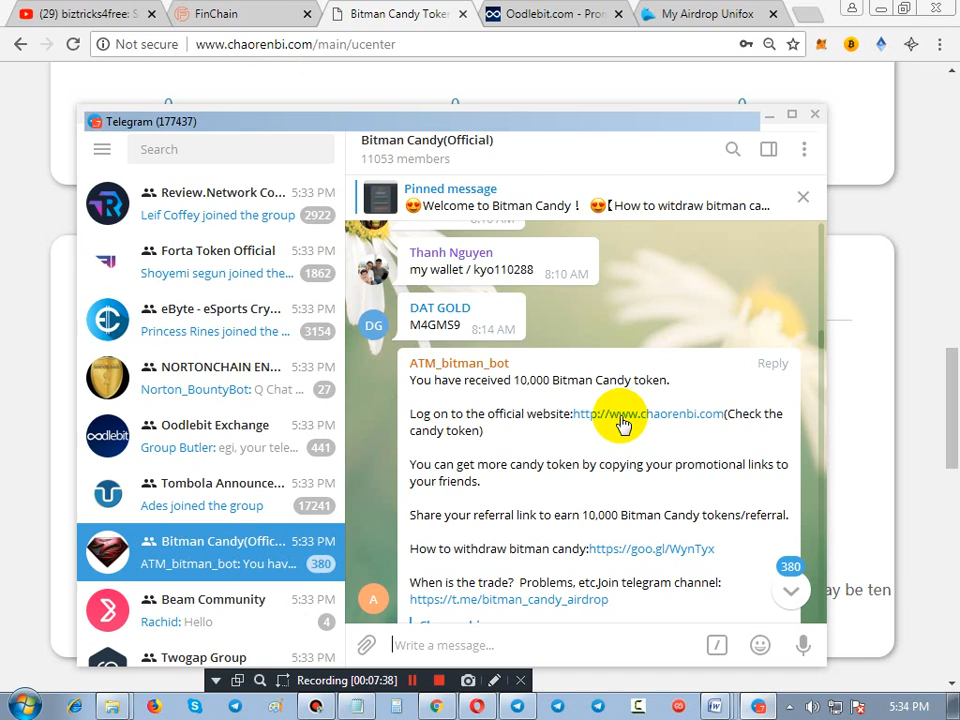 (29) biztricks4free: S
FinChain
Bitman Candy Toke
Oodlebit.com - Pron
My Airdrop Unifox
Not secure
www.chaorenbi.com/main/ucenter
Telegram (177437)
Search
Review.Network Co...
5:33 PM
Leif Coffey joined the group
2922
Forta Token Official
5:33 PM
Shoyemi segun joined the...
1862
eByte - eSports Cry...
5:33 PM
Princess Rines joined the ...
3154
NORTONCHAIN EN...
5:33 PM
Norton_BountyBot: Q Chat ...
27
Oodlebit Exchange
5:33 PM
Group Butler: egi, your tele...
441
oodlebit
Tombola Announce...
5:33 PM
Ades joined the group
17241
Bitman Candy(Offic...
5:33 PM
ATM_bitman_bot: You hav...
380
Beam Community
5:33 PM
Rachid: Hello
4
Twogap Group
5:33 PM
Bitman Candy(Official)
11053 members
Pinned message
😍Welcome to Bitman Candy！ 😍【How to witdraw bitman ca...
Thanh Nguyen
my wallet / kyo110288
8:10 AM
DG
DAT GOLD
M4GMS9
8:14 AM
ATM_bitman_bot
Reply
You have received 10,000 Bitman Candy token.
Log on to the official website:http://www.chaorenbi.com(Check the
candy token)
You can get more candy token by copying your promotional links to
your friends.
Share your referral link to earn 10,000 Bitman Candy tokens/referral.
How to withdraw bitman candy:https://goo.gl/WynTyx
When is the trade? Problems, etc,Join telegram channel:
https://t.me/bitman_candy_airdrop
A
380
Write a message...
ay be ten
Recording [00:07:38]
5:34 PM